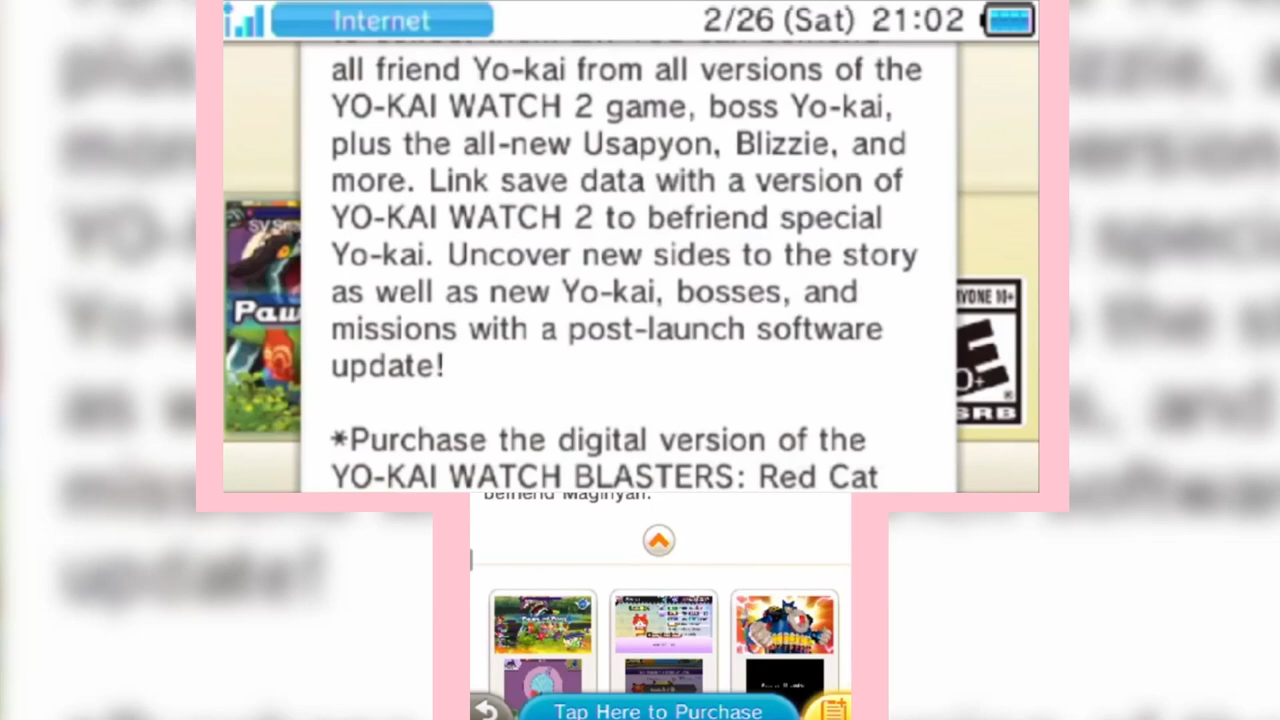 Internet
2/26 (Sat) 21:02
all friend Yo-kai from all versions of the
YO-KAI WATCH 2 game, boss Yo-kai,
plus the all-new Usapyon, Blizzie, and
more. Link save data with a version of
YO-KAI WATCH 2 to befriend special
Yo-kai. Uncover new sides to the story
as well as new Yo-kai, bosses, and
missions with a post-launch software
update!
*Purchase the digital version of the
YO-KAI WATCH BLASTERS: Red Cat
Paw
YONE 10+
E
SRB
befriend Maginyan.
Tap Here to Purchase